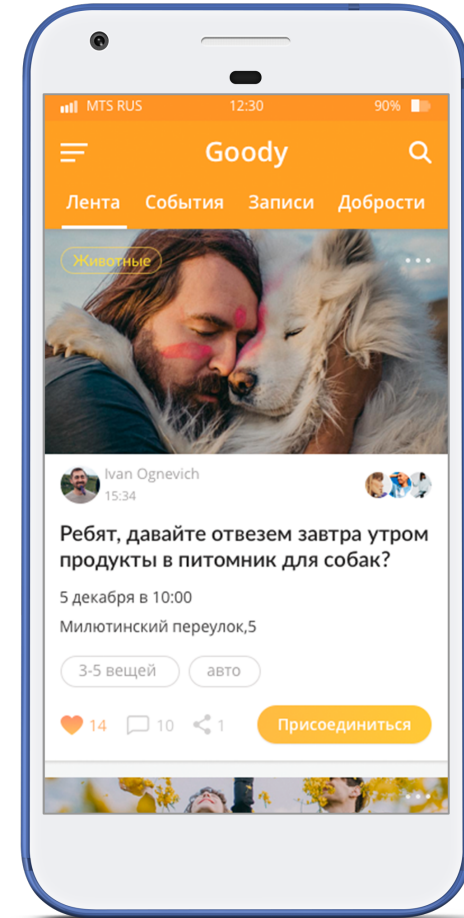 MTS RUS 12:30 90%
Goody
Лента События Записи Добрости
Животные
Ivan Ognevich
15:34
Ребят, давайте отвезем завтра утром
продукты в питомник для собак?
5 декабря в 10:00
Милютинский переулок,5
3-5 вещей авто
14 10 1 Присоединиться